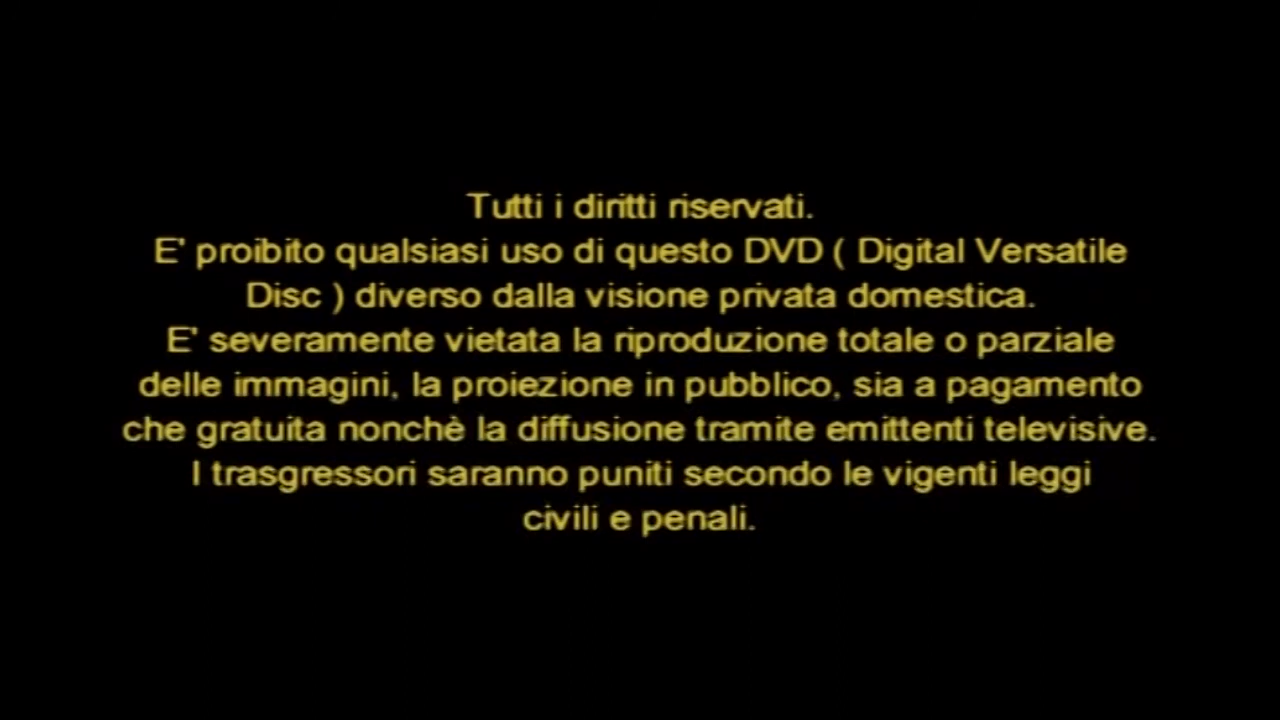 Tutti i diritti riservati.
E' proibito qualsiasi uso di questo DVD ( Digital Versatile
Disc ) diverso dalla visione privata domestica.
E' severamente vietata la riproduzione totale o parziale
delle immagini, la proiezione in pubblico, sia a pagamento
che gratuita nonchè la diffusione tramite emittenti televisive.
I trasgressori saranno puniti secondo le vigenti leggi
civili e penali.